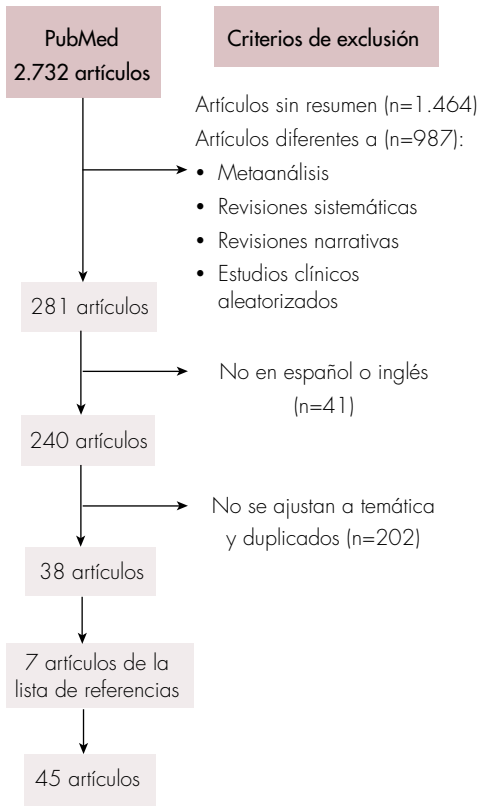 PubMed
2.732 artículos
Criterios de exclusión
Artículos sin resumen (n=1.464)
Artículos diferentes a (n=987):
• Metaanálisis
• Revisiones sistemáticas
• Revisiones narrativas
• Estudios clínicos
aleatorizados
281 artículos
No en español o inglés
(n=41)
240 artículos
No se ajustan a temática
y duplicados (n=202)
38 artículos
7 artículos de la
lista de referencias
45 artículos